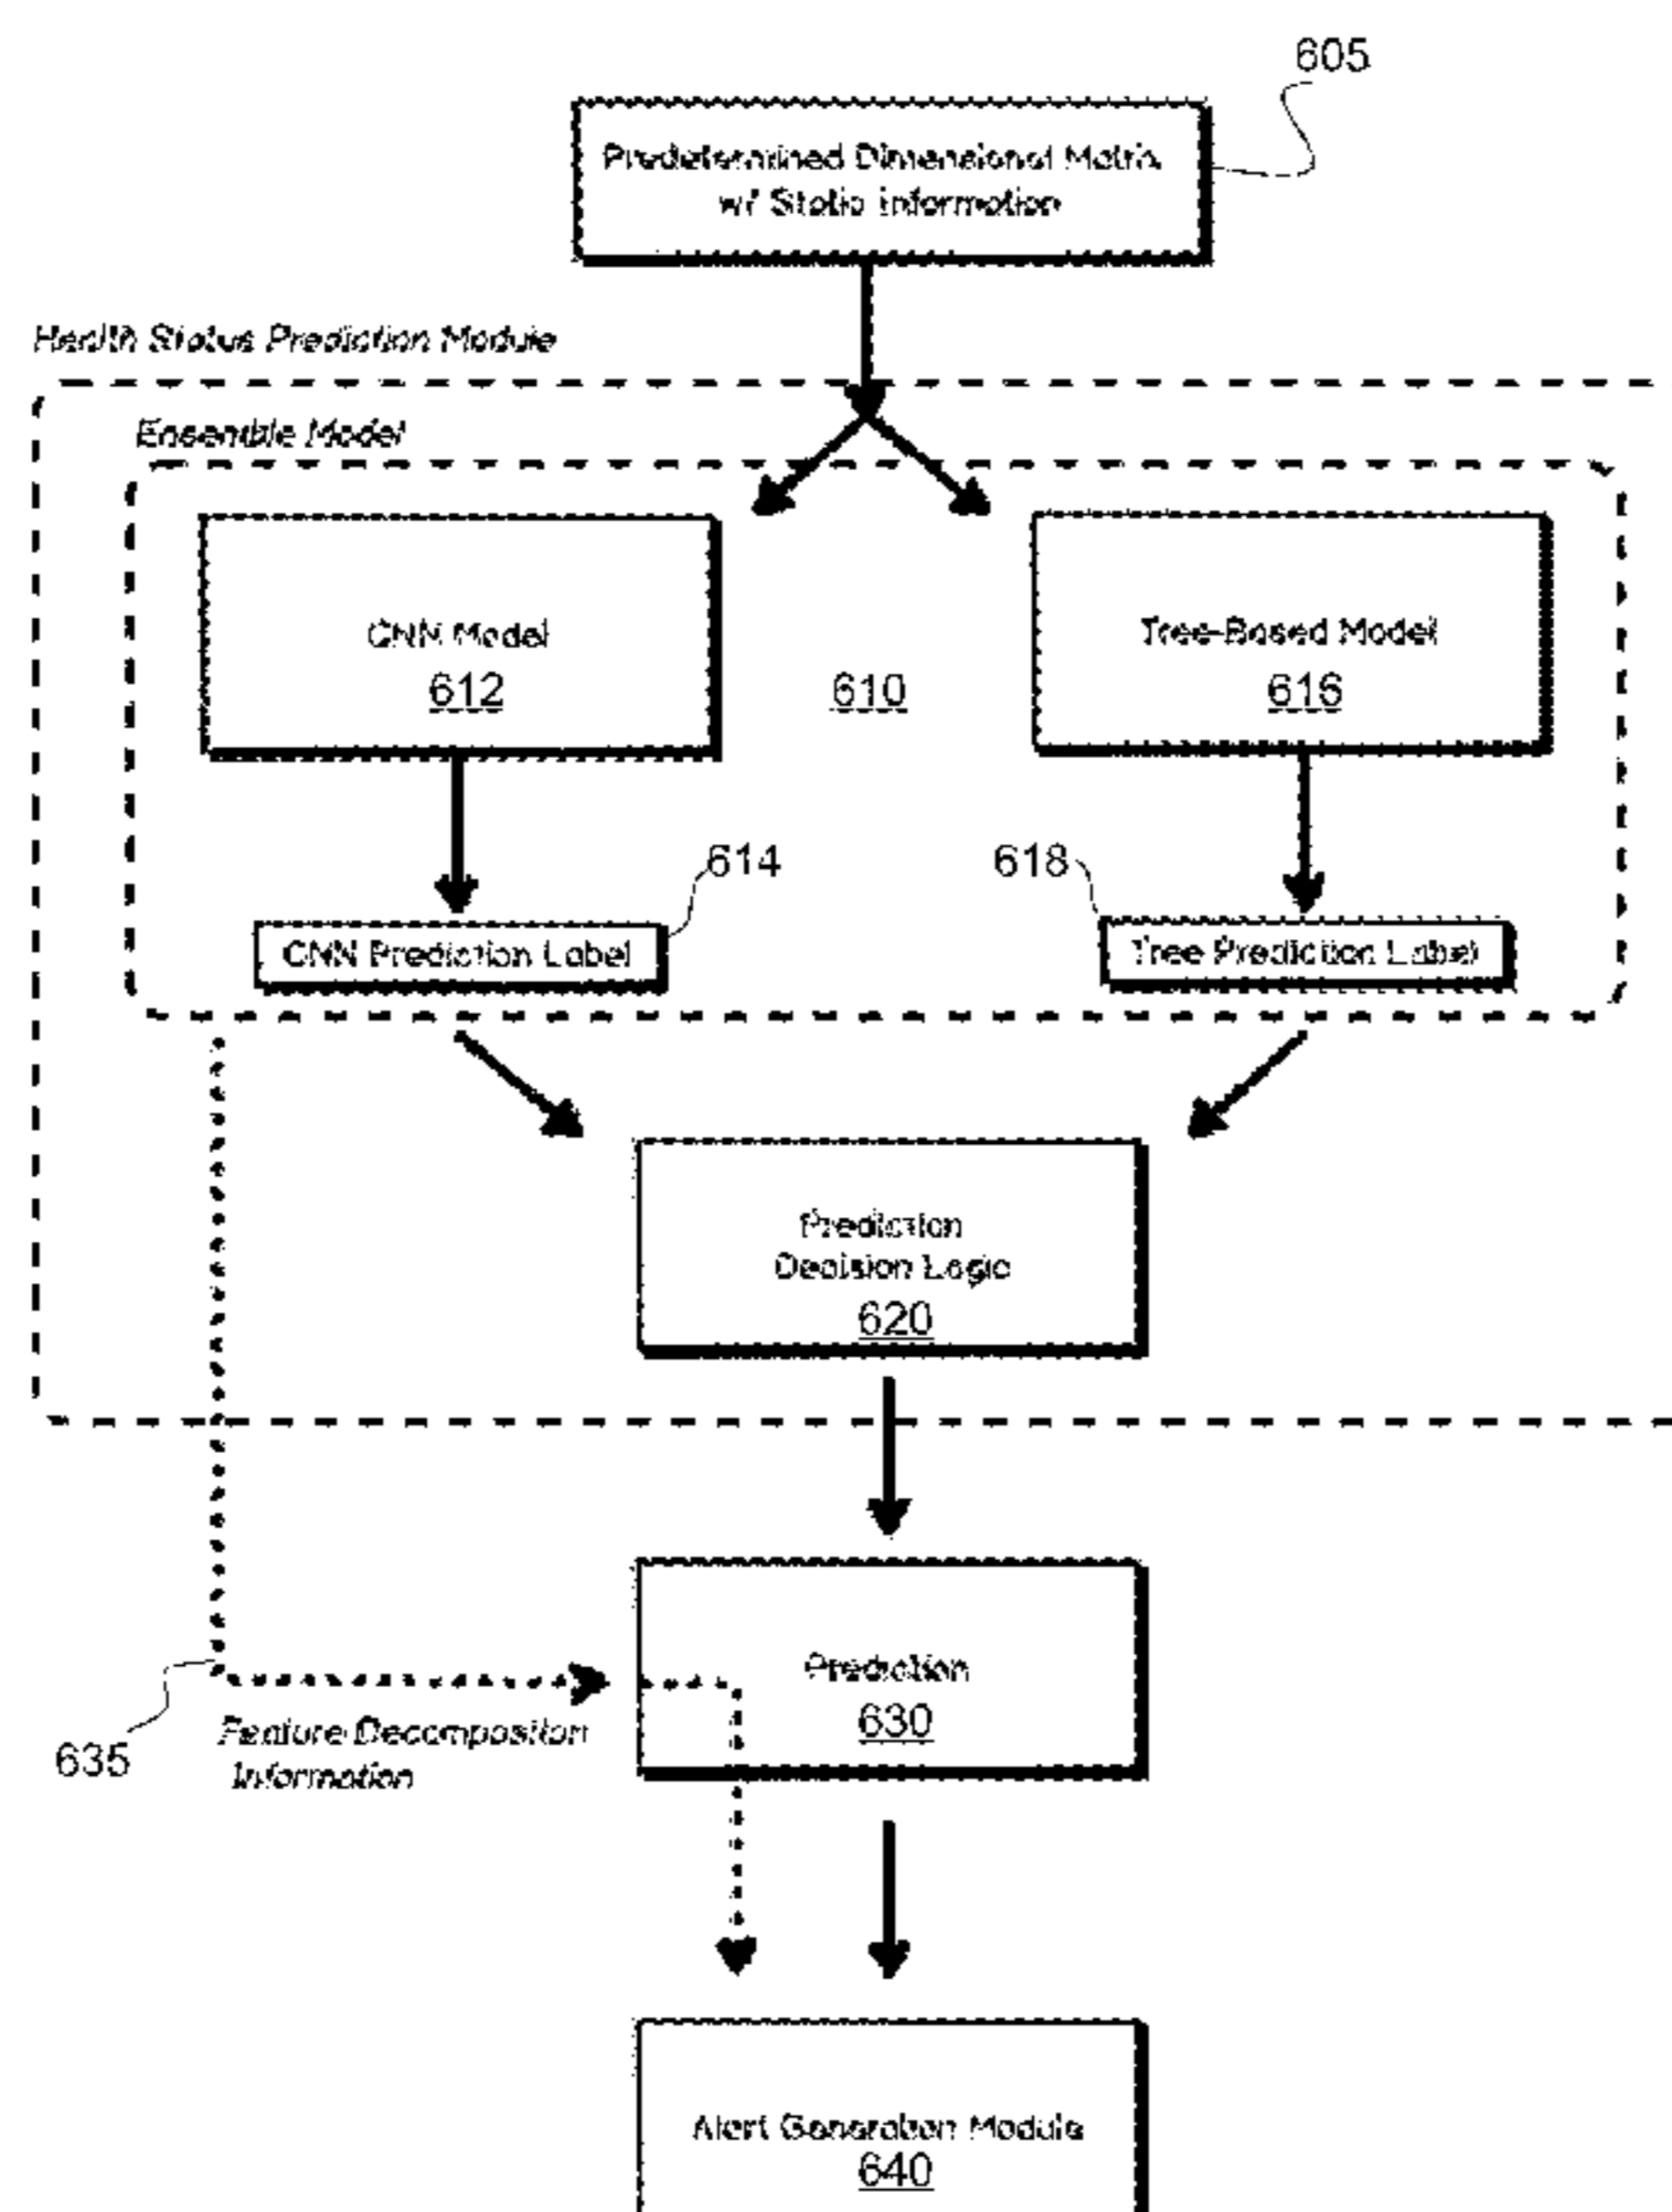 605
Predetermined Dimensional Matrix
w/ Static Information
Health Status Prediction Module
Ensemble Model
CNN Model
612
610
Tree-Based Model
616
614
618
CNN Prediction Label
Tree Prediction Label
Prediction
Decision Logic
620
Prediction
630
Feature Decomposition
Information
635
Alert Generation Module
640